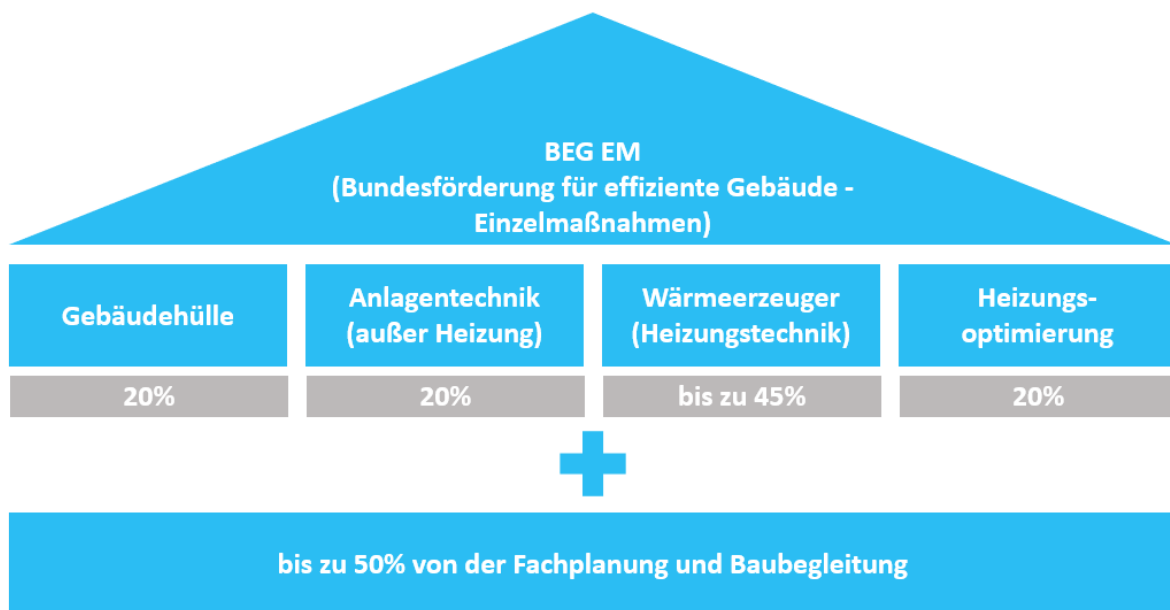 BEG EM
(Bundesförderung für effiziente Gebäude -
Einzelmaßnahmen)
Gebäudehülle
Anlagentechnik
(außer Heizung)
Wärmeerzeuger
(Heizungstechnik)
Heizungs-
optimierung
20%
20%
bis zu 45%
20%
bis zu 50% von der Fachplanung und Baubegleitung